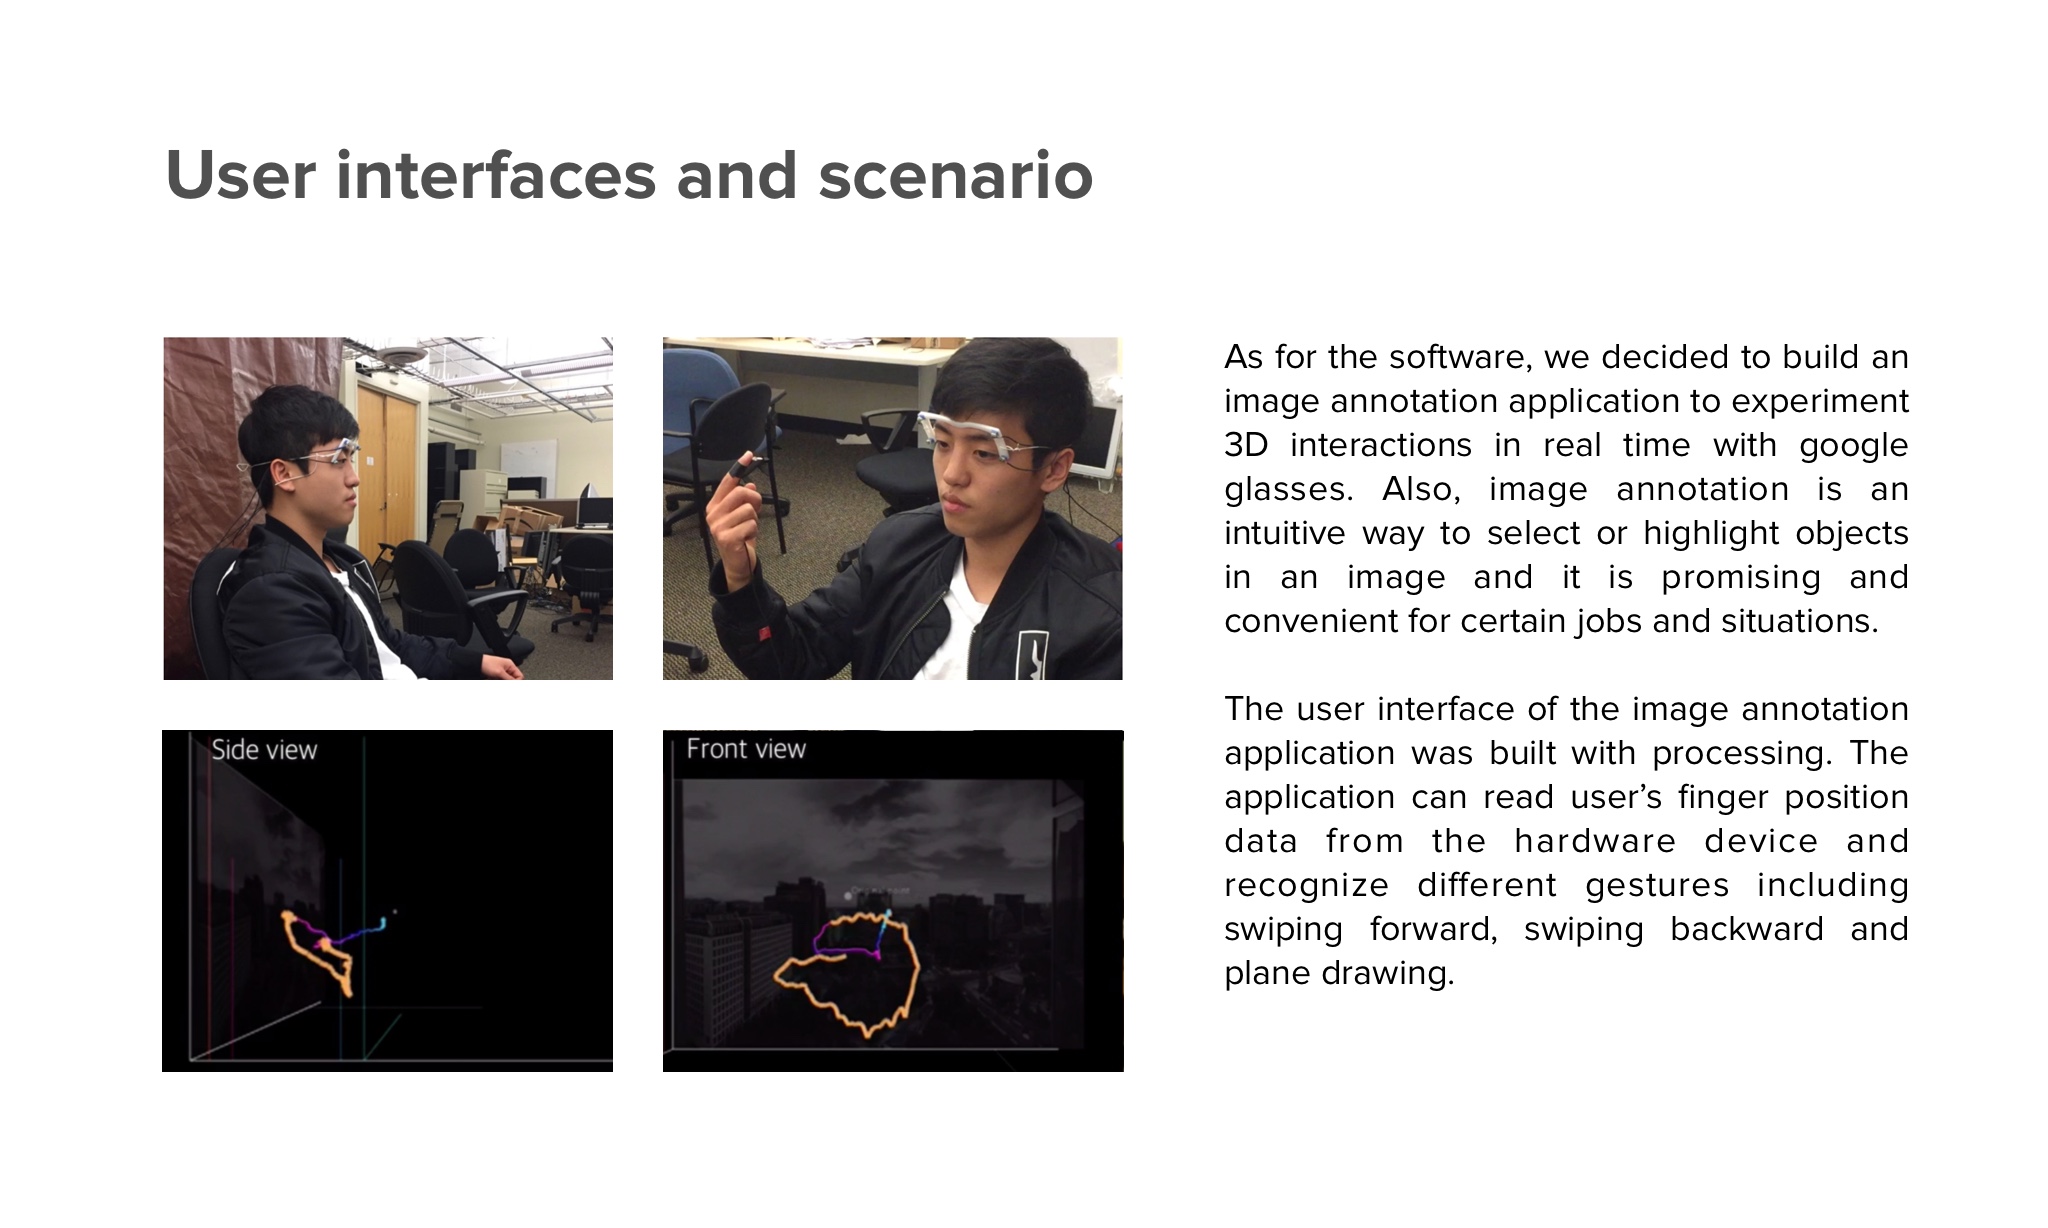 User interfaces and scenario
As for the software, we decided to build an
image annotation application to experiment
3D interactions in real time with google
glasses. Also, image annotation is an
intuitive way to select or highlight objects
in an image and it is promising and
convenient for certain jobs and situations.
The user interface of the image annotation
application was built with processing. The
application can read user’s finger position
data from the hardware device and
recognize different gestures including
swiping forward, swiping backward and
plane drawing.
Side view
Front view